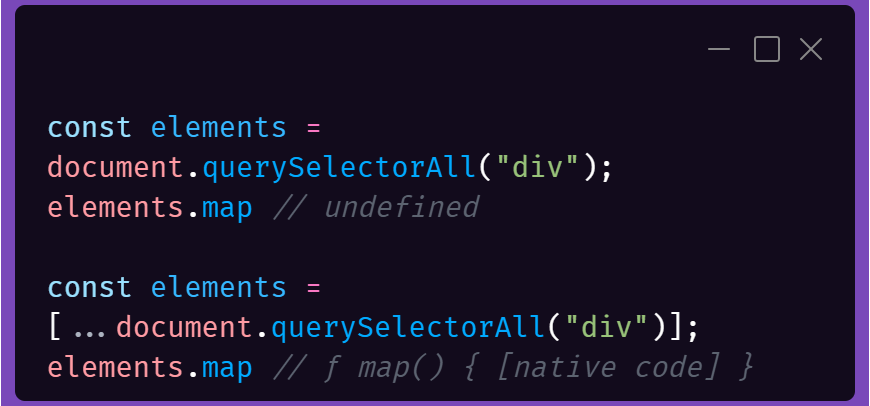 const elements =
document.querySelectorAll("div");
elements.map // undefined
const elements =
[...document.querySelectorAll("div")];
elements.map // ƒ map() { [native code] }